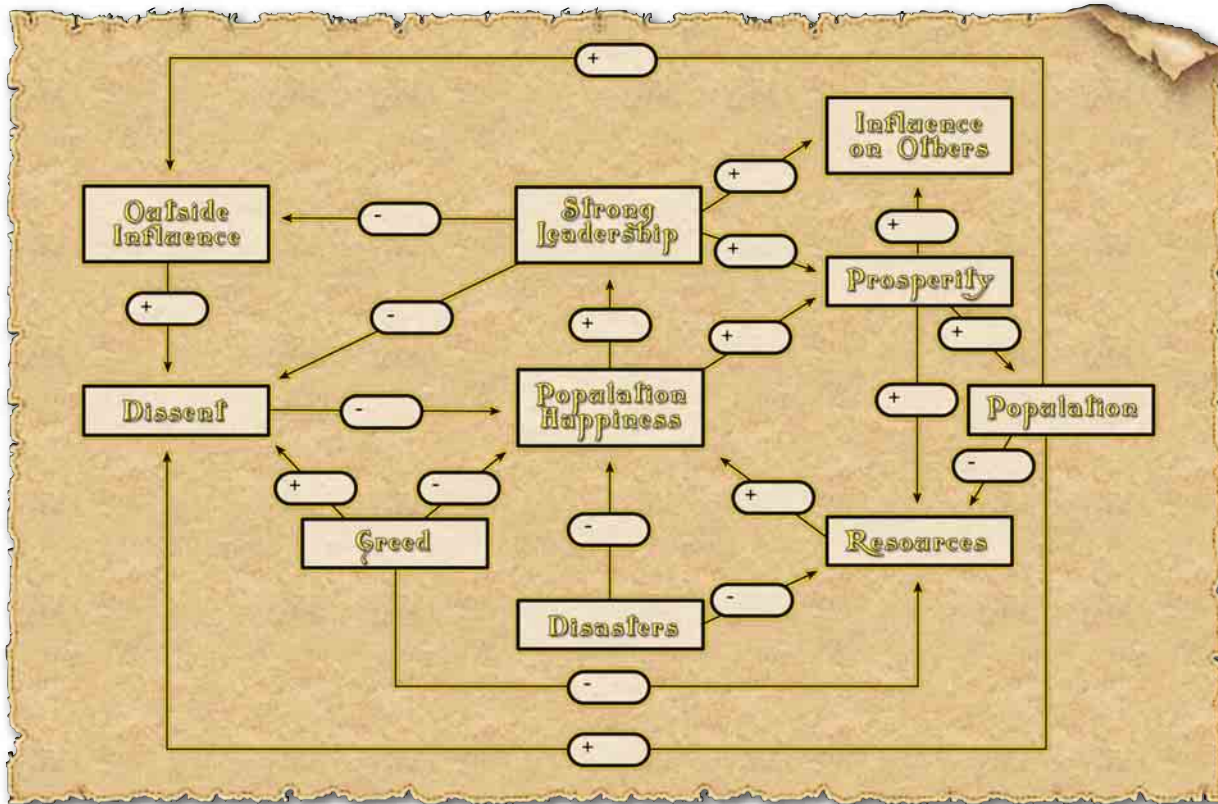 +
Influence
on Others
+
Outside
Influence
-
Strong
Leadership
+
+
Prosperity
+
-
+
+
+
Dissent
-
Population
Happiness
+
Population
+
-
-
+
Greed
-
Resources
Disasters
-
-
+